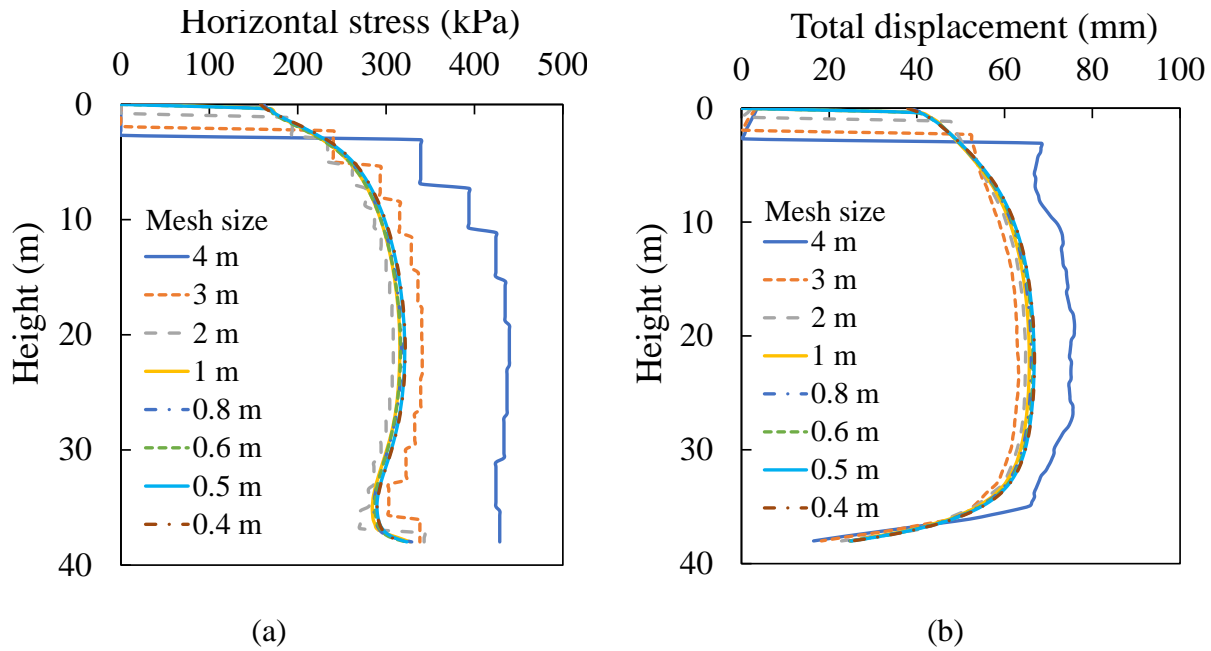 Horizontal stress (kPa)
0 100 200 300 400 500
0
10
20
30
40
Height (m)
Mesh size
4 m
3 m
2 m
1 m
0.8 m
0.6 m
0.5 m
0.4 m
(a)
Total displacement (mm)
0 20 40 60 80 100
0
10
20
30
40
Height (m)
Mesh size
4 m
3 m
2 m
1 m
0.8 m
0.6 m
0.5 m
0.4 m
(b)